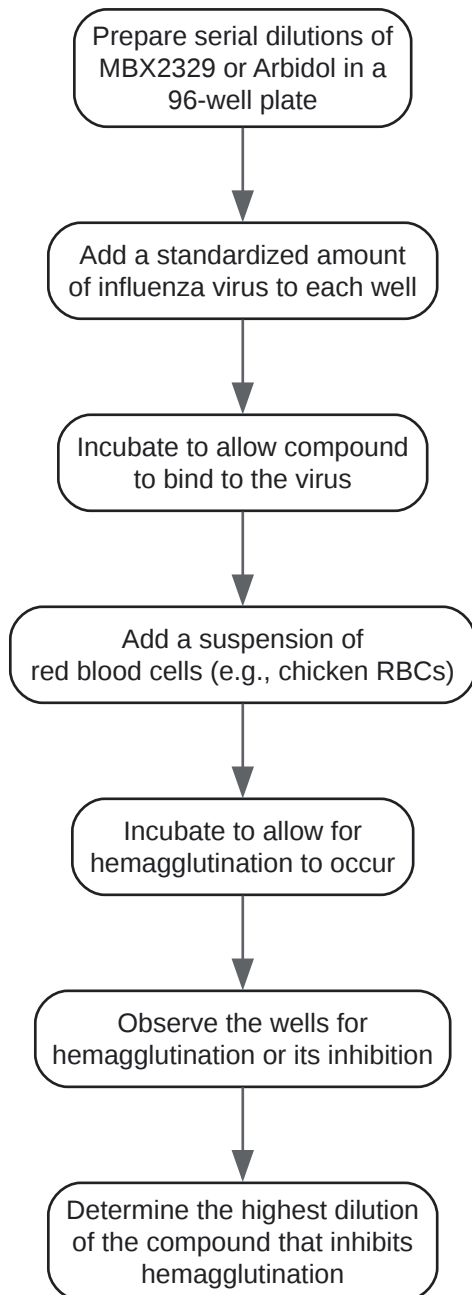 Prepare serial dilutions of
MBX2329 or Arbidol in a
96-well plate
Add a standardized amount
of influenza virus to each well
Incubate to allow compound
to bind to the virus
Add a suspension of
red blood cells (e.g., chicken RBCs)
Incubate to allow for
hemagglutination to occur
Observe the wells for
hemagglutination or its inhibition
Determine the highest dilution
of the compound that inhibits
hemagglutination